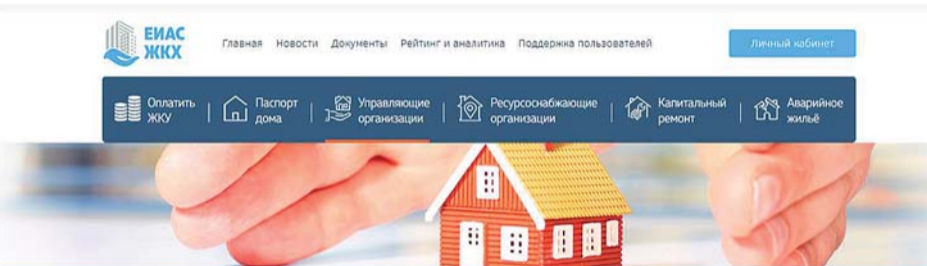 ЕИАС
ЖКХ
Главная Новости Документы Рейтинг и аналитика Поддержка пользователей
Личный кабинет
Оплатить
ЖКУ
Паспорт
дома
Управляющие
организации
Ресурсоснабжающие
организации
Капитальный
ремонт
Аварийное
жильё